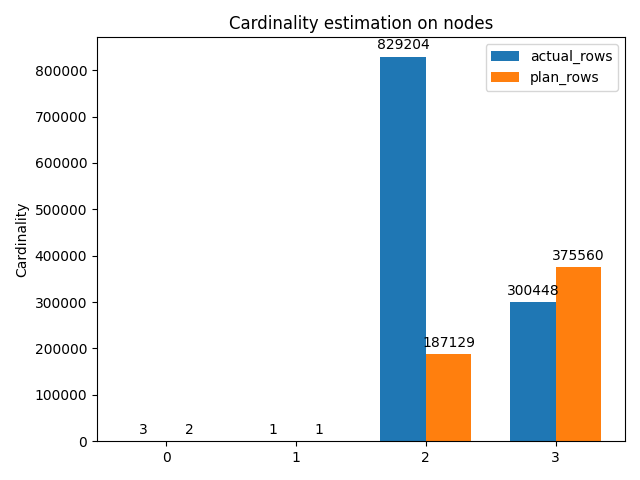 Cardinality estimation on nodes
829204
actual_rows
plan_rows
800000
700000
600000
500000
400000
300000
200000
100000
0
Cardinality
375560
300448
187129
3 2 1 1
0 1 2 3